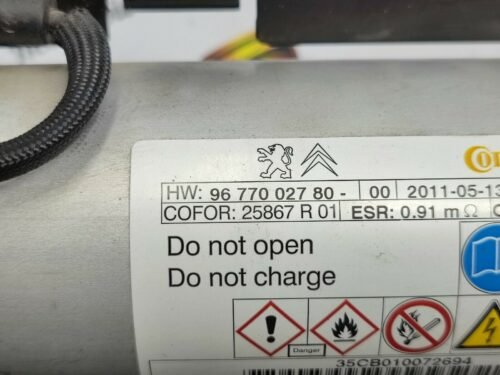 HW: 96 770 027 80- 00 2011-05-13
COFOR: 25867 R 01 ESR: 0.91 mΩ
Do not open
Do not charge
Danger
35CB010072694